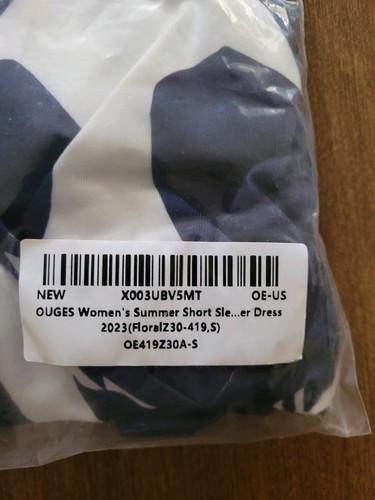 NEW X003UBV5MT OE-US
OUGES Women's Summer Short Sle...er Dress
2023(FloralZ30-419,S)
OE419Z30A-S